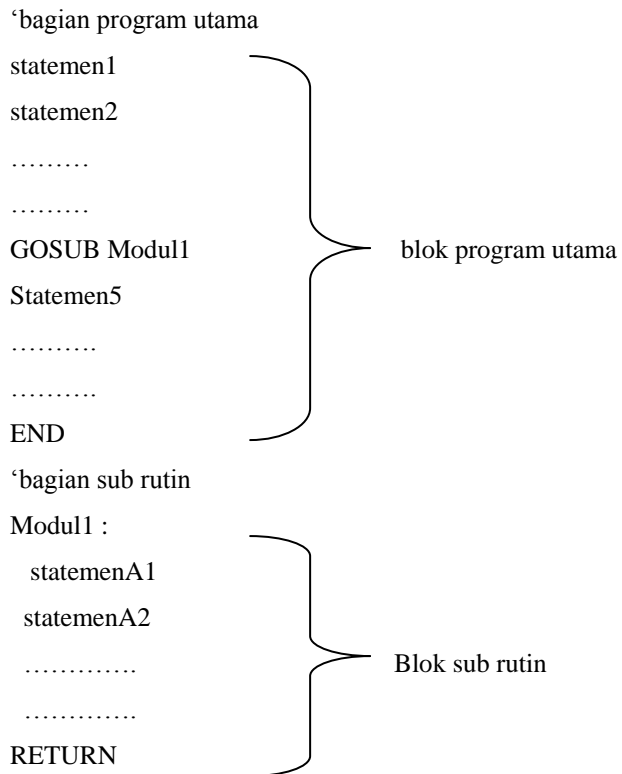 ‘bagian program utama
statemen1
statemen2
………
………
GOSUB Modul1 blok program utama
Statemen5
……….
……….
END
‘bagian sub rutin
Modul1 :
statemenA1
statemenA2
………….
Blok sub rutin
………….
RETURN